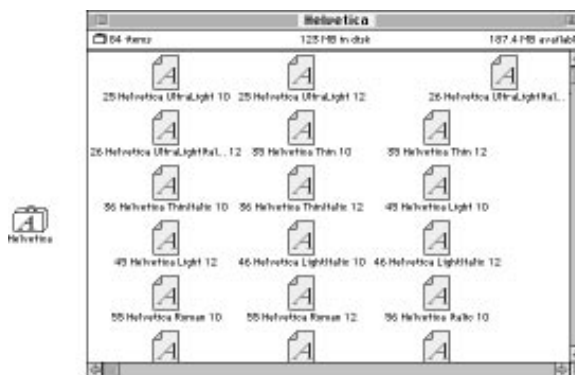 Helvetica
84 items 123 MB in disk 187.4 MB availabl
25 Helvetica UltraLight 10 25 Helvetica UltraLight 12 26 Helvetica UltraLightItal...
26 Helvetica UltraLightItal... 12 35 Helvetica Thin 10 35 Helvetica Thin 12
36 Helvetica ThinItalic 10 36 Helvetica ThinItalic 12 45 Helvetica Light 10
Helvetica
45 Helvetica Light 12 46 Helvetica LightItalic 10 46 Helvetica LightItalic 12
55 Helvetica Roman 10 55 Helvetica Roman 12 56 Helvetica Italic 10